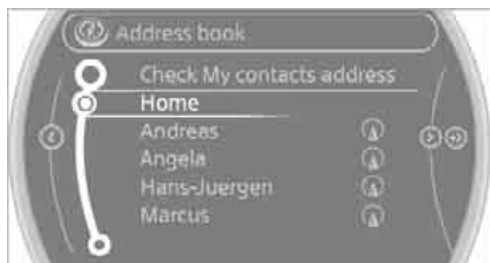 Address book
Check My contacts address
Home
Andreas
Angela
Hans-Juergen
Marcus